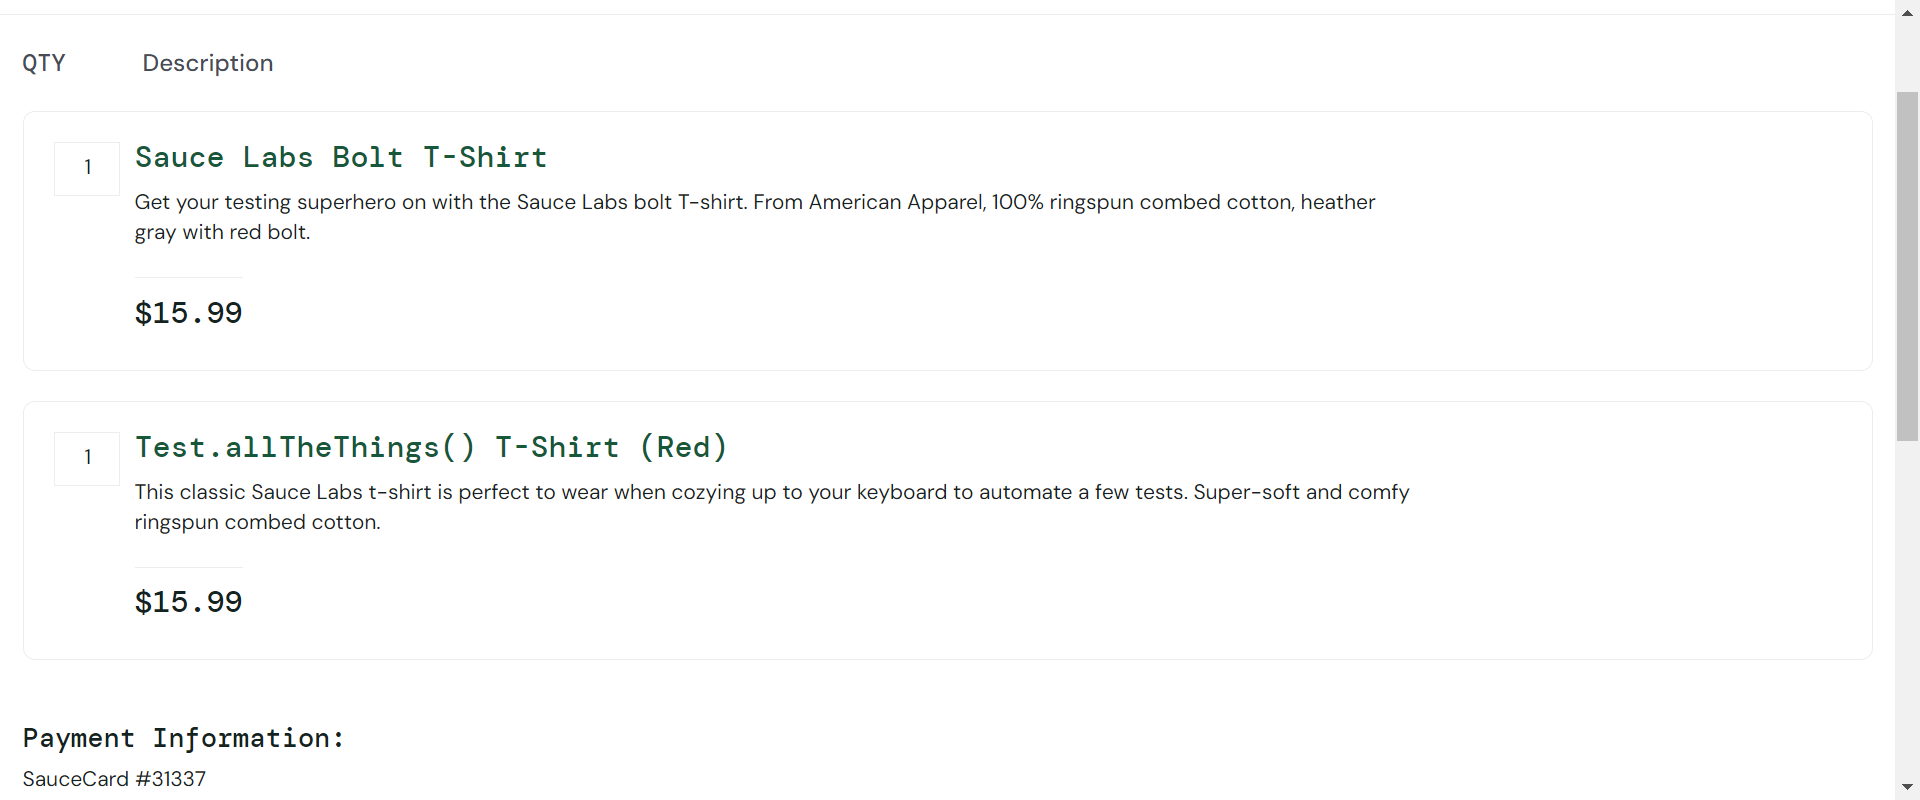 QTY Description
1 Sauce Labs Bolt T-Shirt
Get your testing superhero on with the Sauce Labs bolt T-shirt. From American Apparel, 100% ringspun combed cotton, heather
gray with red bolt.
$15.99
1 Test.allTheThings() T-Shirt (Red)
This classic Sauce Labs t-shirt is perfect to wear when cozying up to your keyboard to automate a few tests. Super-soft and comfy
ringspun combed cotton.
$15.99
Payment Information:
SauceCard #31337